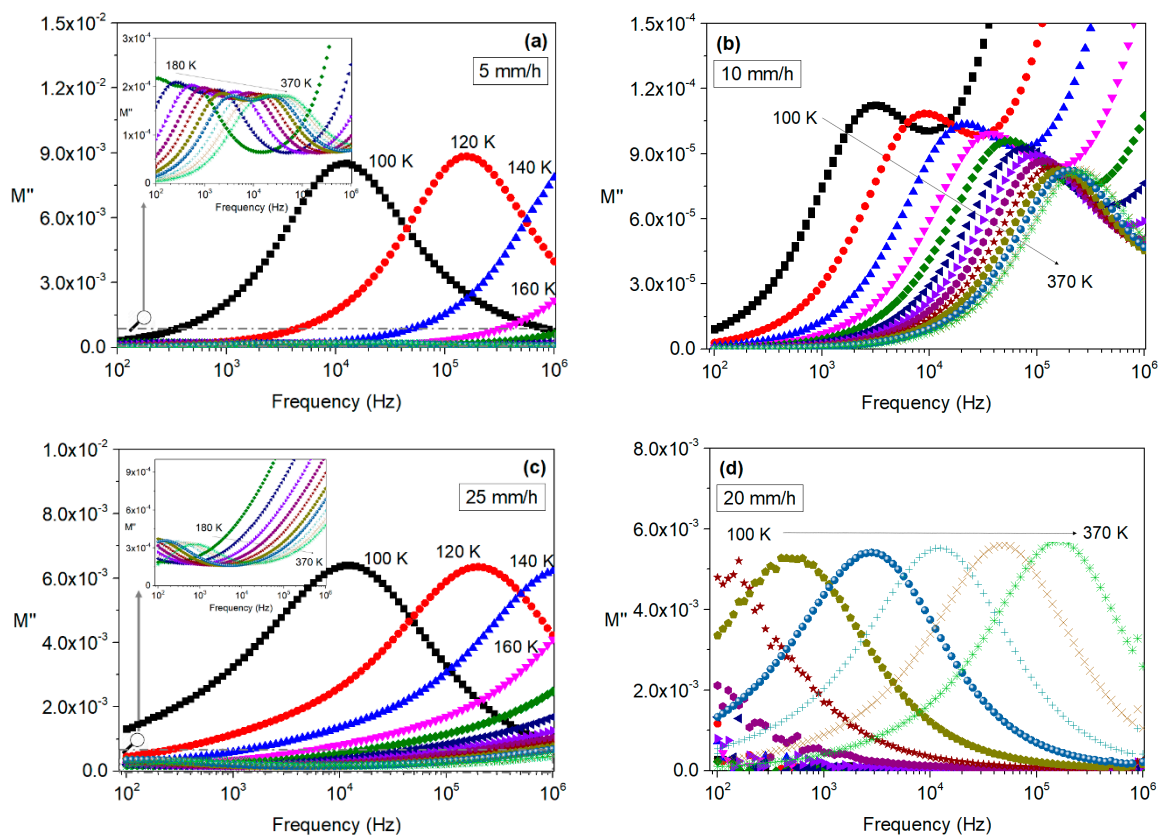 (a)
5 mm/h
1.5x10⁻²
1.2x10⁻²
9.0x10⁻³
6.0x10⁻³
3.0x10⁻³
0.0
M''
100 K
120 K
140 K
160 K
10² 10³ 10⁴ 10⁵ 10⁶
Frequency (Hz)
3x10⁻⁴
2x10⁻⁴
1x10⁻⁴
0
M''
180 K
370 K
10² 10³ 10⁴ 10⁵ 10⁶
Frequency (Hz)
(b)
10 mm/h
1.5x10⁻⁴
1.2x10⁻⁴
9.0x10⁻⁵
6.0x10⁻⁵
3.0x10⁻⁵
0.0
M''
100 K
370 K
10² 10³ 10⁴ 10⁵ 10⁶
Frequency (Hz)
(c)
25 mm/h
1.0x10⁻²
8.0x10⁻³
6.0x10⁻³
4.0x10⁻³
2.0x10⁻³
0.0
M''
100 K
120 K
140 K
160 K
10² 10³ 10⁴ 10⁵ 10⁶
Frequency (Hz)
9x10⁻⁴
6x10⁻⁴
3x10⁻⁴
0
M''
180 K
370 K
10² 10³ 10⁴ 10⁵ 10⁶
Frequency (Hz)
(d)
20 mm/h
8.0x10⁻³
6.0x10⁻³
4.0x10⁻³
2.0x10⁻³
0.0
M''
100 K
370 K
10² 10³ 10⁴ 10⁵ 10⁶
Frequency (Hz)